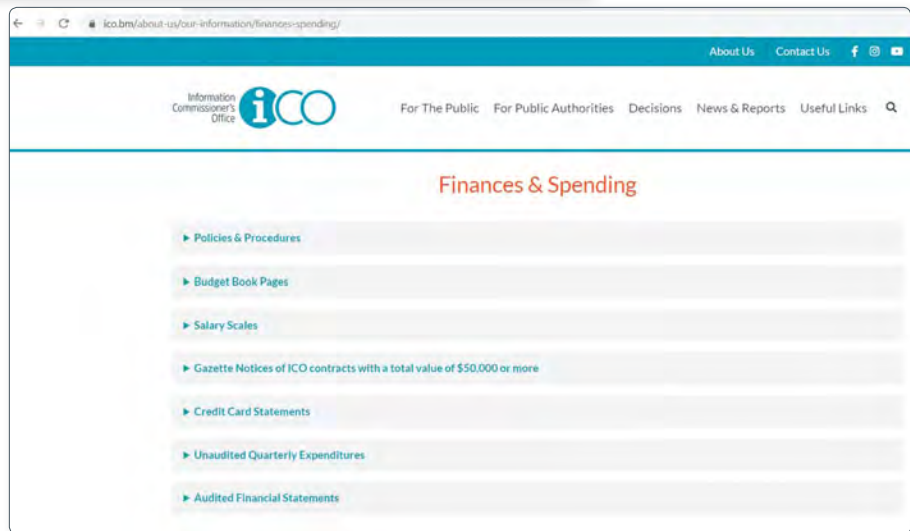 ico.bm/about-us/our-information/finances-spending/
About Us Contact Us
Information
Commissioner's
Office
iCO
For The Public For Public Authorities Decisions News & Reports Useful Links
Finances & Spending
Policies & Procedures
Budget Book Pages
Salary Scales
Gazette Notices of ICO contracts with a total value of $50,000 or more
Credit Card Statements
Unaudited Quarterly Expenditures
Audited Financial Statements